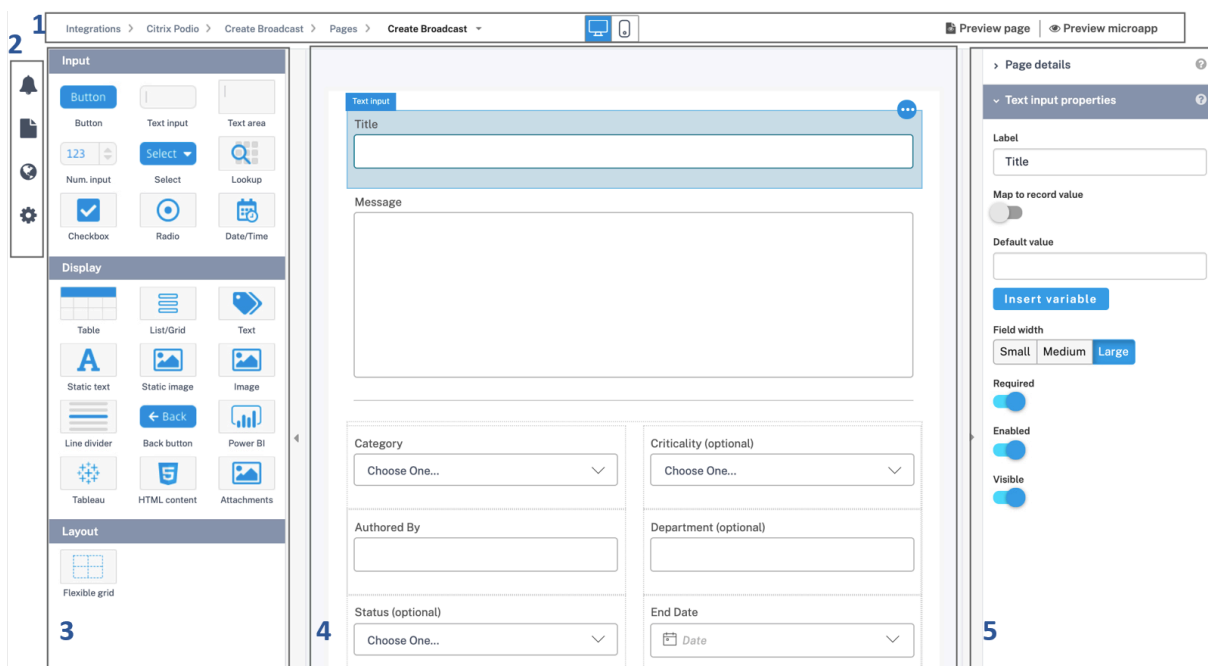 1
Integrations > Citrix Podio > Create Broadcast > Pages > Create Broadcast
Preview page
Preview microapp
2
Input
Button
Button Text input Text area
123
Select
Num. input Select Lookup
Checkbox Radio Date/Time
Display
Table List/Grid Text
A
Static text Static image Image
Back
Line divider Back button Power BI
5
Tableau HTML content Attachments
Layout
Flexible grid
3
Text input
Title
Message
Category Criticality (optional)
Choose One... Choose One...
Authored By Department (optional)
Status (optional) End Date
Choose One... Date
4
Page details
Text input properties
Label
Title
Map to record value
Default value
Insert variable
Field width
Small Medium Large
Required
Enabled
Visible
5